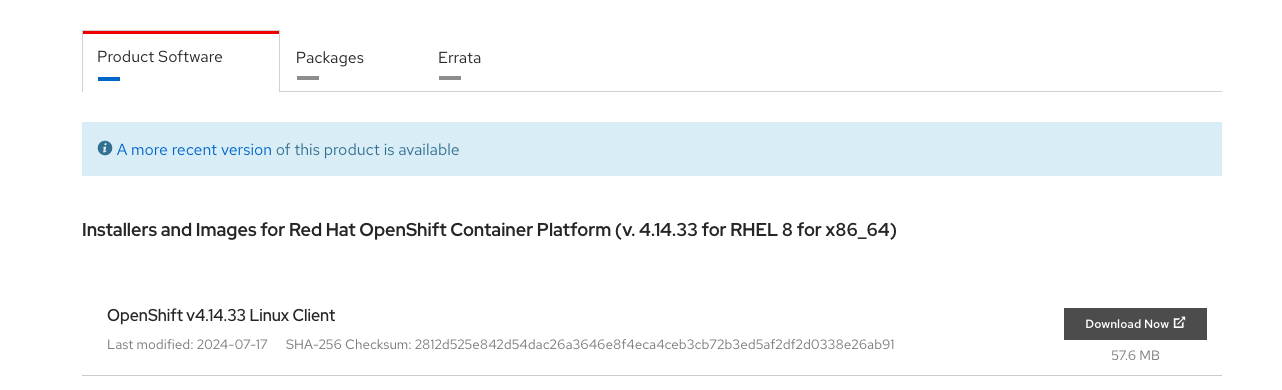 Product Software
Packages
Errata
A more recent version of this product is available
Installers and Images for Red Hat OpenShift Container Platform (v. 4.14.33 for RHEL 8 for x86_64)
OpenShift v4.14.33 Linux Client
Download Now
Last modified: 2024-07-17 SHA-256 Checksum: 2812d525e842d54dac26a3646e8f4eca4ceb3cb72b3ed5af2df2d0338e26ab91
57.6 MB